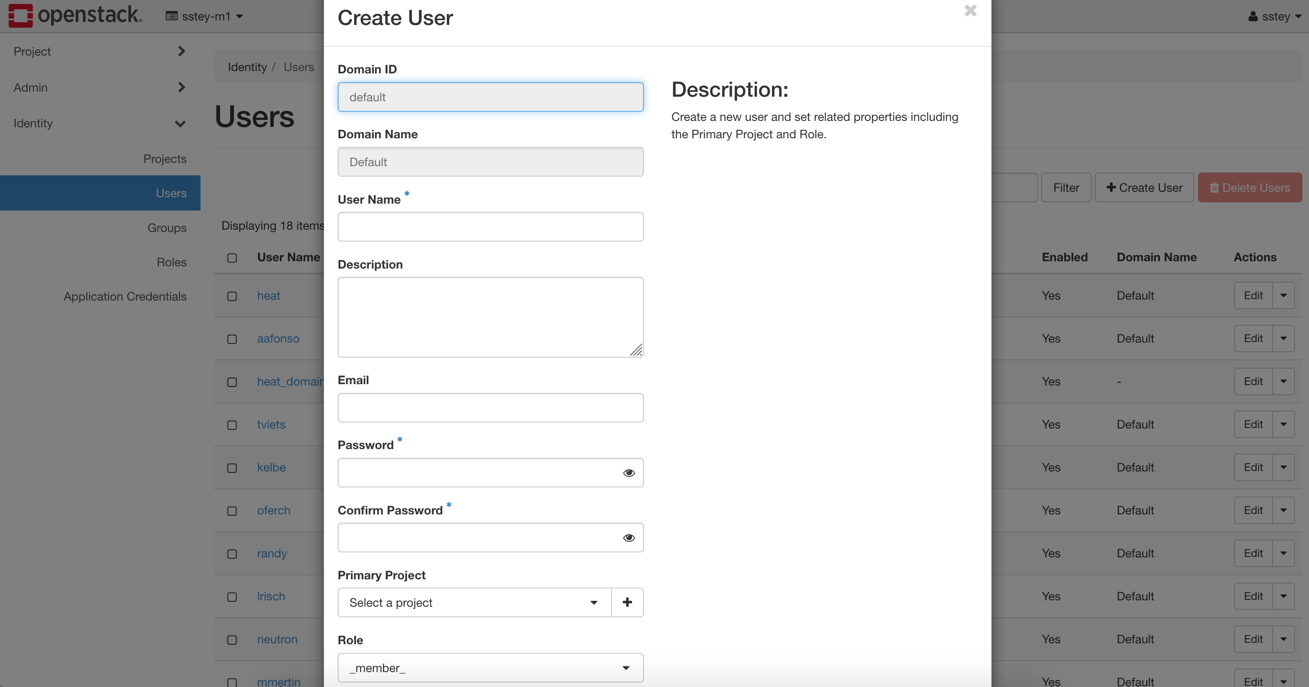 openstack.
sstey-m1
sstey
Project
Admin
Identity
Projects
Users
Groups
Roles
Application Credentials
Identity / Users
Users
Filter
Create User
Delete Users
Displaying 18 items
User Name
Enabled
Domain Name
Actions
heat
Yes
Default
Edit
aafonso
Yes
Default
Edit
heat_domain
Yes
-
Edit
tviets
Yes
Default
Edit
kelbe
Yes
Default
Edit
oferch
Yes
Default
Edit
randy
Yes
Default
Edit
Yes
Default
Edit
neutron
Yes
Default
Edit
mmertin
Yes
Default
Edit
Create User
×
Domain ID
default
Domain Name
Default
User Name *
Description
Email
Password *
Confirm Password *
Primary Project
Select a project
Role
_member_
Description:
Create a new user and set related properties including
the Primary Project and Role.